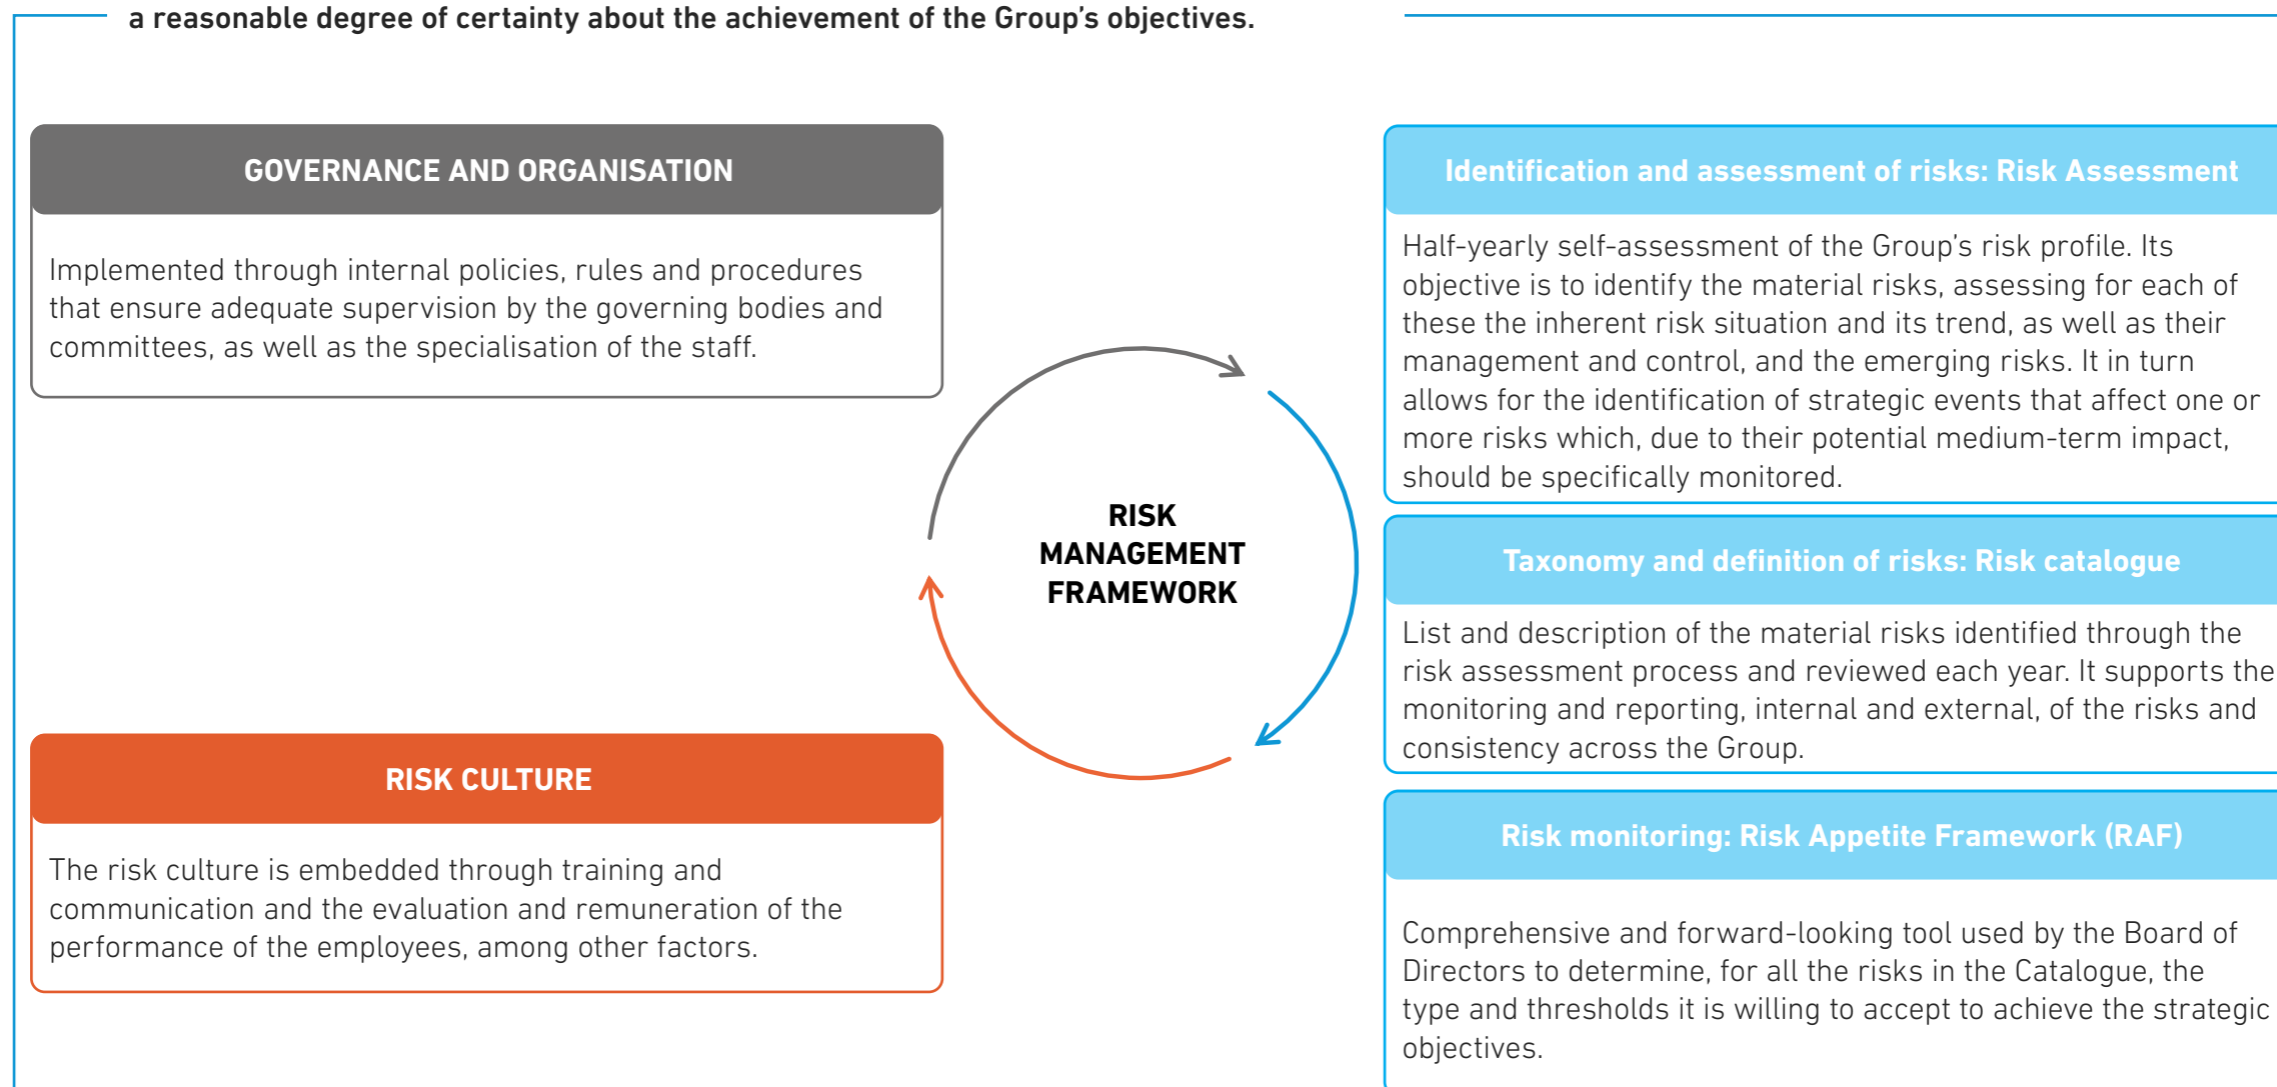 a reasonable degree of certainty about the achievement of the Group’s objectives.
GOVERNANCE AND ORGANISATION
Implemented through internal policies, rules and procedures
that ensure adequate supervision by the governing bodies and
committees, as well as the specialisation of the staff.
RISK CULTURE
The risk culture is embedded through training and
communication and the evaluation and remuneration of the
performance of the employees, among other factors.
RISK
MANAGEMENT
FRAMEWORK
Identification and assessment of risks: Risk Assessment
Half-yearly self-assessment of the Group’s risk profile. Its
objective is to identify the material risks, assessing for each of
these the inherent risk situation and its trend, as well as their
management and control, and the emerging risks. It in turn
allows for the identification of strategic events that affect one or
more risks which, due to their potential medium-term impact,
should be specifically monitored.
Taxonomy and definition of risks: Risk catalogue
List and description of the material risks identified through the
risk assessment process and reviewed each year. It supports the
monitoring and reporting, internal and external, of the risks and
consistency across the Group.
Risk monitoring: Risk Appetite Framework (RAF)
Comprehensive and forward-looking tool used by the Board of
Directors to determine, for all the risks in the Catalogue, the
type and thresholds it is willing to accept to achieve the strategic
objectives.